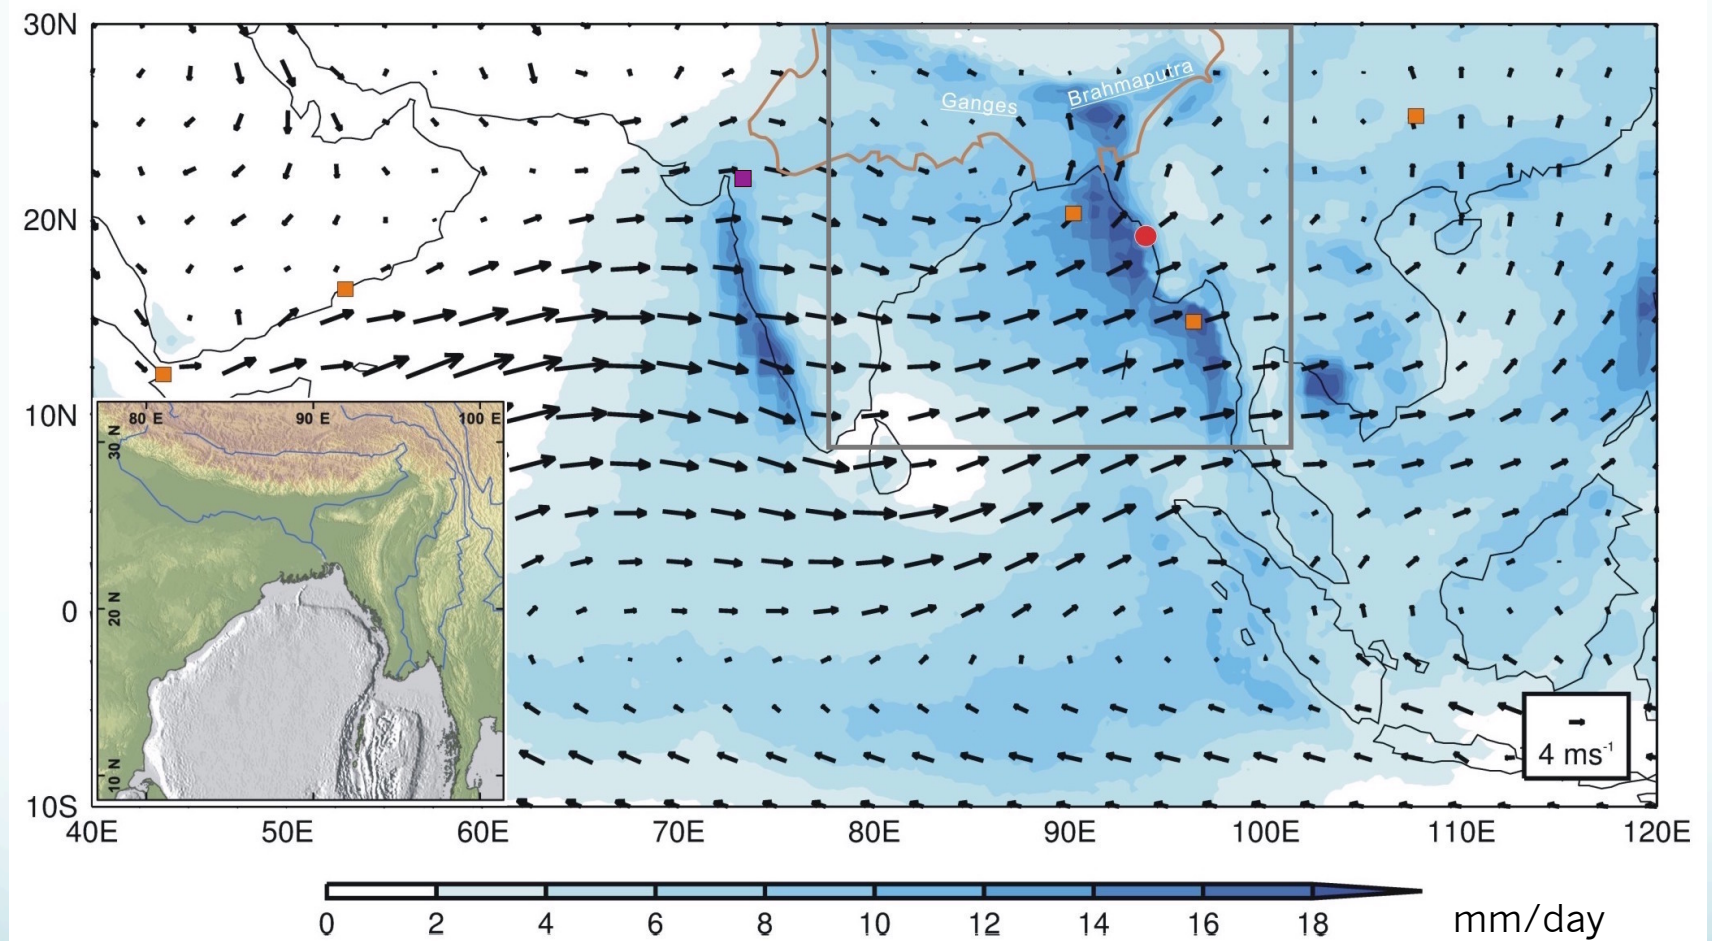 30N
20N
10N
0
10S
40E 50E 60E 70E 80E 90E 100E 110E 120E
Ganges
Brahmaputra
80 E 90 E 100 E
30 N
20 N
10 N
4 ms⁻¹
0 2 4 6 8 10 12 14 16 18
mm/day